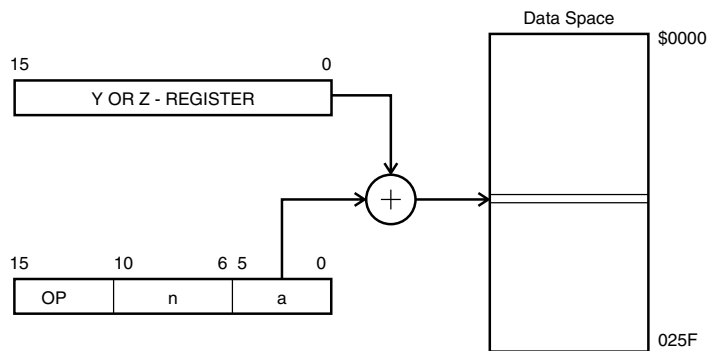 Data Space
$0000
15 0
Y OR Z - REGISTER
+
15 10 6 5 0
OP n a
025F